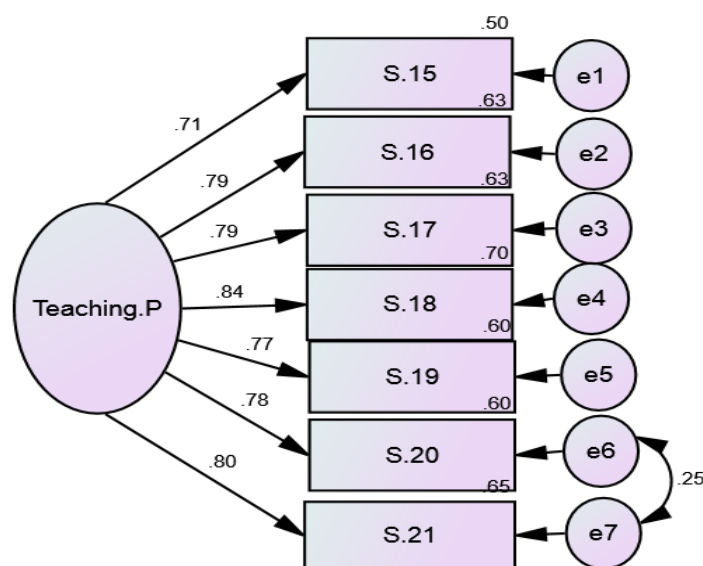 .50
S.15
e1
.63
.71
S.16
e2
.79
.63
S.17
e3
.79
.70
Teaching.P
.84
S.18
e4
.60
.77
S.19
e5
.60
.78
S.20
e6
.25
.65
.80
S.21
e7